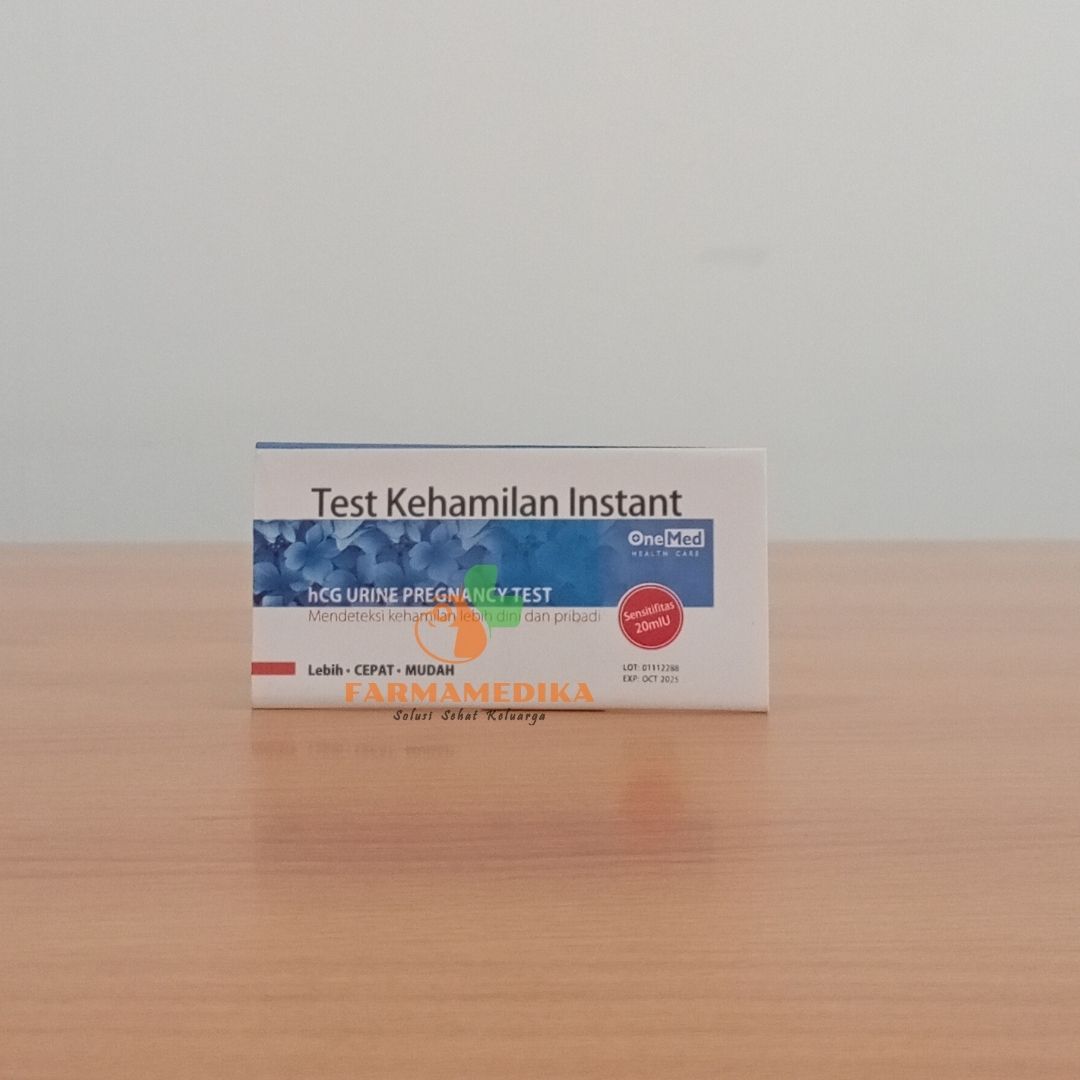 Test Kehamilan Instant
OneMed
HEALTH CARE
hCG URINE PREGNANCY TEST
Mendeteksi kehamilan lebih dini dan pribadi
Sensitifitas
20mIU
Lebih • CEPAT • MUDAH
LOT: 01112288
EXP: OCT 2025
FARMAMEDIKA
Solusi Sehat Keluarga